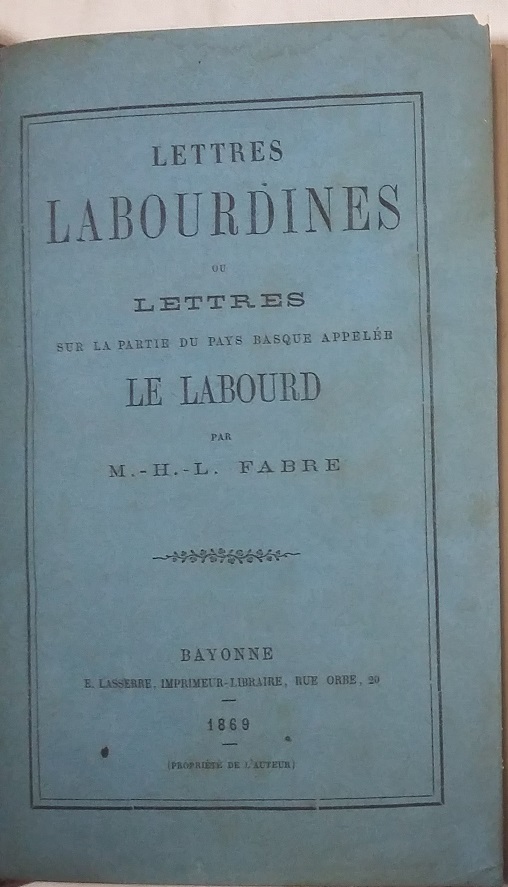 LETTRES
LABOURDINES
OU
LETTRES
SUR LA PARTIE DU PAYS BASQUE APPELÉE
LE LABOURD
PAR
M.-H.-L. FABRE
BAYONNE
E. LASSERRE, IMPRIMEUR-LIBRAIRE, RUE ORBE, 20
1869
(PROPRIÉTÉ DE L'AUTEUR)